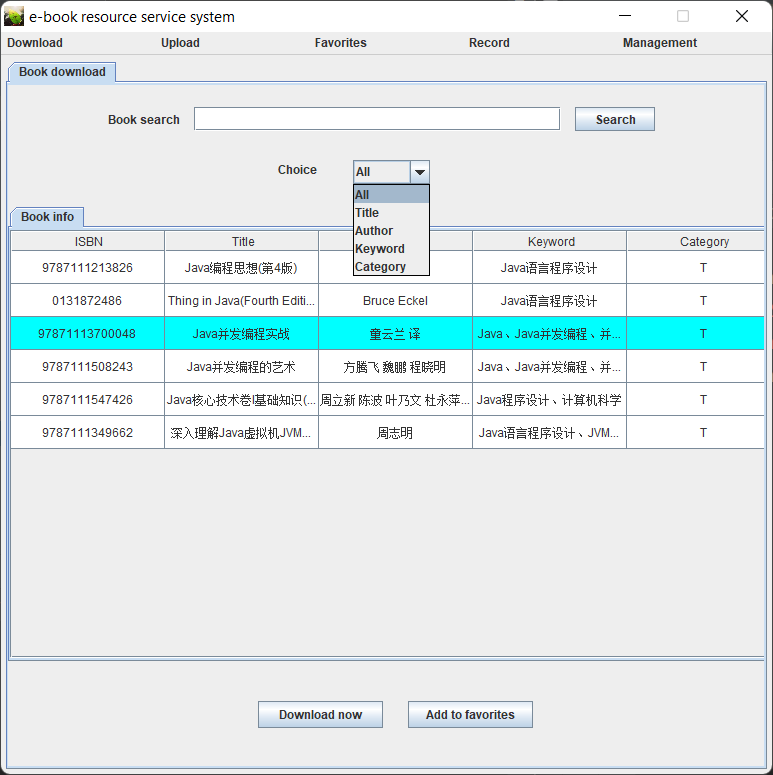 e-book resource service system
Download Upload Favorites Record Management
Book download
Book search Search
Choice All
All
Title
Author
Keyword
Category
Book info
ISBN Title Keyword Category
9787111213826 Java编程思想(第4版) Java语言程序设计 T
0131872486 Thing in Java(Fourth Editi... Bruce Eckel Java语言程序设计 T
97871113700048 Java并发编程实战 童云兰 译 Java、Java并发编程、并... T
9787111508243 Java并发编程的艺术 方腾飞 魏鹏 程晓明 Java、Java并发编程、并... T
9787111547426 Java核心技术卷I基础知识(... 周立新 陈波 叶乃文 杜永萍... Java程序设计、计算机科学 T
9787111349662 深入理解Java虚拟机JVM... 周志明 Java语言程序设计、JVM... T
Download now Add to favorites